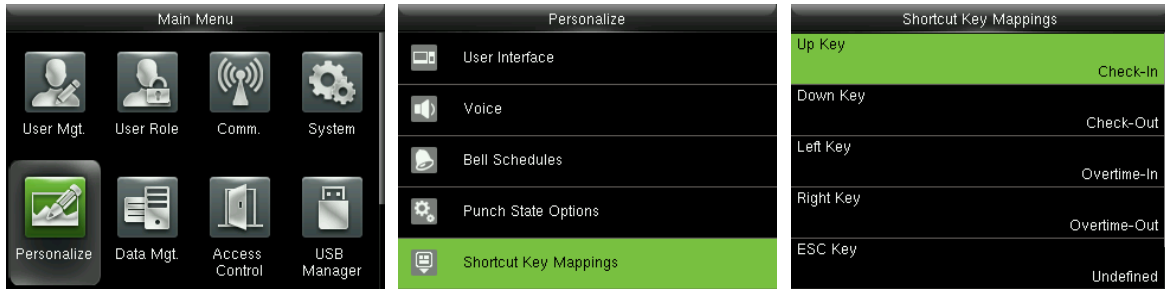 Main Menu
User Mgt.
User Role
Comm.
System
Personalize
Data Mgt.
Access
Control
USB
Manager
Personalize
User Interface
Voice
Bell Schedules
Punch State Options
Shortcut Key Mappings
Shortcut Key Mappings
Up Key
Check-In
Down Key
Check-Out
Left Key
Overtime-In
Right Key
Overtime-Out
ESC Key
Undefined